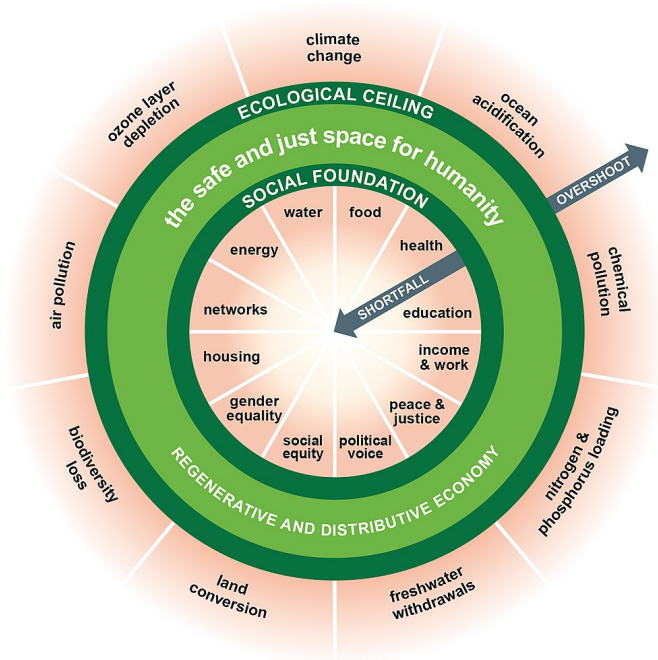 climate
change
ocean
acidification
chemical
pollution
nitrogen &
phosphorus loading
freshwater
withdrawals
land
conversion
biodiversity
loss
air pollution
ozone layer
depletion
ECOLOGICAL CEILING
the safe and just space for humanity
SOCIAL FOUNDATION
OVERSHOOT
SHORTFALL
water
food
health
education
income
& work
peace &
justice
political
voice
social
equity
gender
equality
housing
networks
energy
REGENERATIVE AND DISTRIBUTIVE ECONOMY